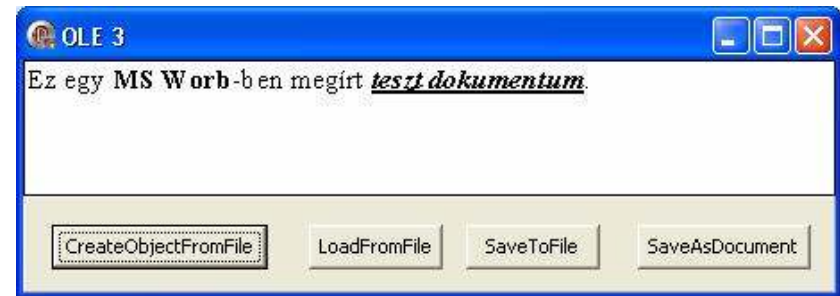 OLE 3
Ez egy MS Worb-ben megírt teszt dokumentum.
CreateObjectFromFile LoadFromFile SaveToFile SaveAsDocument